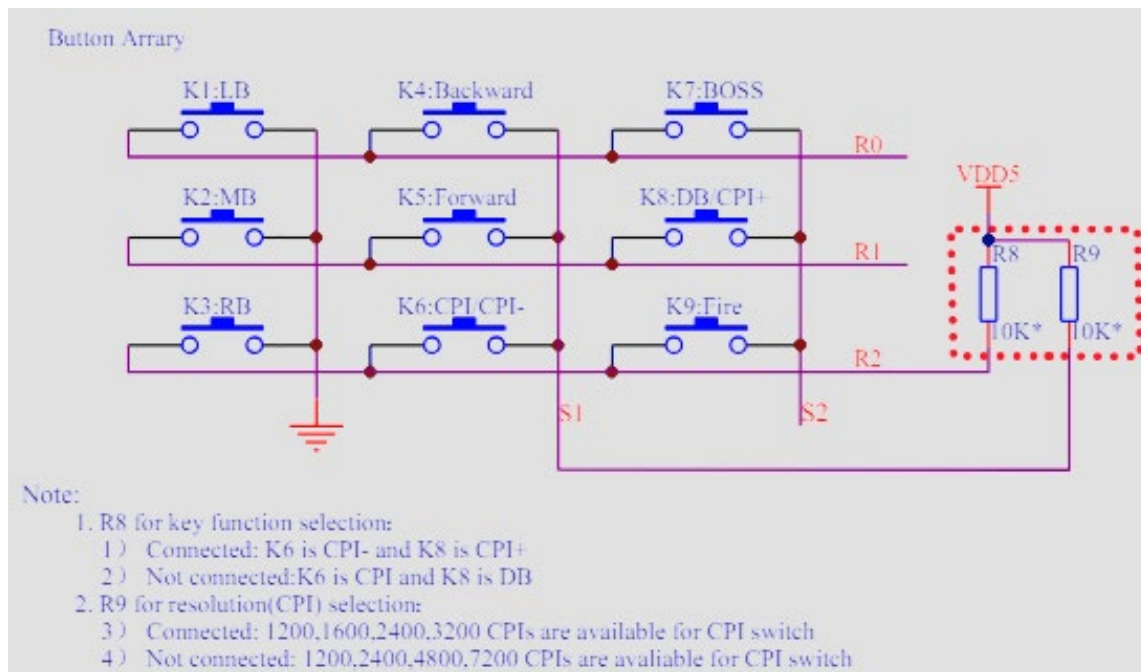 Button Arrary
K1:LB K4:Backward K7:BOSS
R0
VDD5
K2:MB K5:Forward K8:DB/CPI+
R1
R8 R9
K3:RB K6:CPI/CPI- K9:Fire
10K* 10K*
R2
S1 S2
Note:
1. R8 for key function selection:
1） Connected: K6 is CPI- and K8 is CPI+
2） Not connected:K6 is CPI and K8 is DB
2. R9 for resolution(CPI) selection:
3） Connected: 1200,1600,2400,3200 CPIs are available for CPI switch
4） Not connected: 1200,2400,4800,7200 CPIs are avaliable for CPI switch